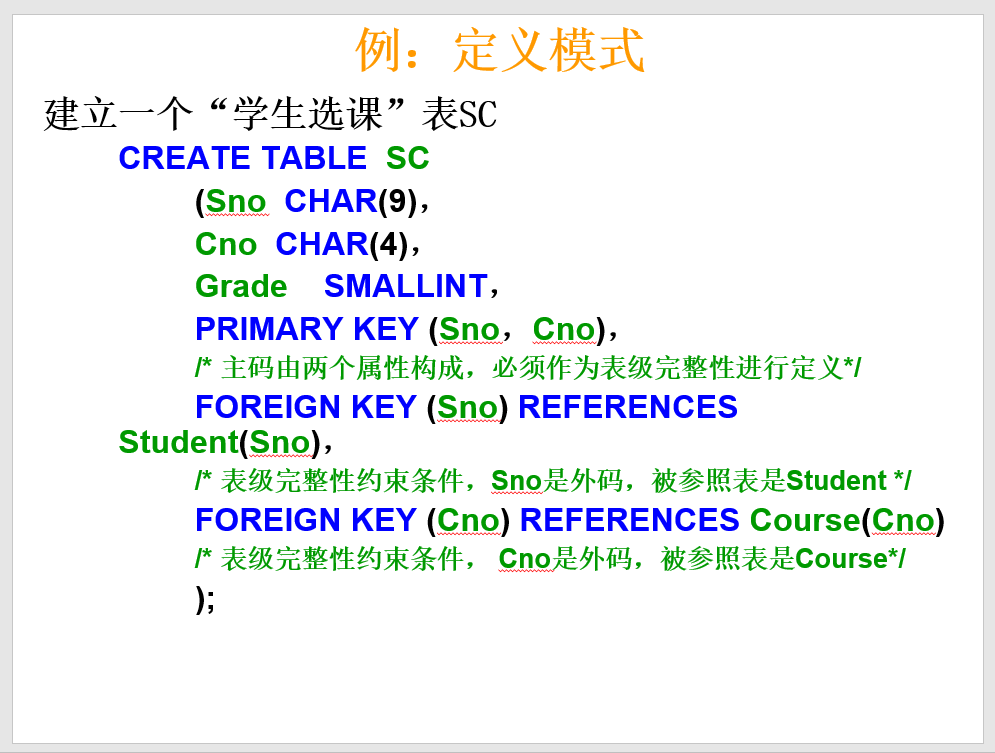 例：定义模式
建立一个“学生选课”表SC
CREATE TABLE SC
(Sno CHAR(9)，
Cno CHAR(4)，
Grade SMALLINT，
PRIMARY KEY (Sno，Cno)，
/* 主码由两个属性构成，必须作为表级完整性进行定义*/
FOREIGN KEY (Sno) REFERENCES
Student(Sno)，
/* 表级完整性约束条件，Sno是外码，被参照表是Student */
FOREIGN KEY (Cno) REFERENCES Course(Cno)
/* 表级完整性约束条件， Cno是外码，被参照表是Course*/
);